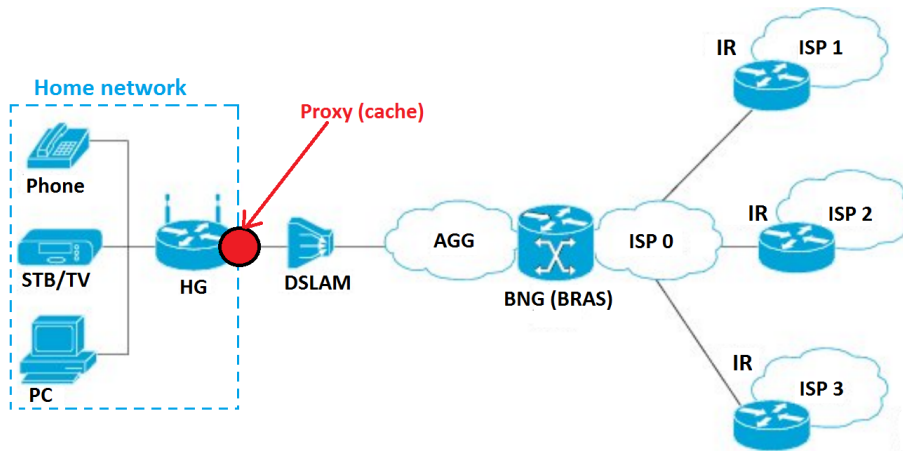 IR
ISP 1
Home network
Proxy (cache)
Phone
STB/TV
HG
DSLAM
AGG
BNG (BRAS)
ISP 0
IR
ISP 2
PC
IR
ISP 3